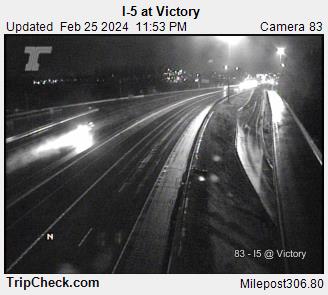 I-5 at Victory
Updated Feb 25 2024 11:53 PM Camera 83
N
83 - I5 @ Victory
TripCheck.com Milepost306.80